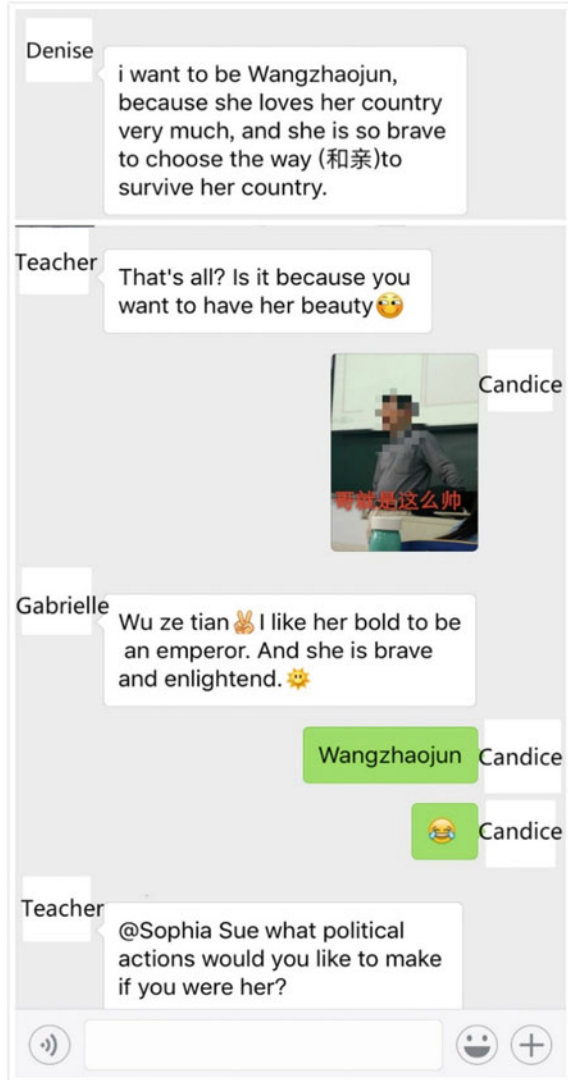 Denise
i want to be Wangzhaojun,
because she loves her country
very much, and she is so brave
to choose the way (和亲)to
survive her country.
Teacher
That's all? Is it because you
want to have her beauty
Candice
哥就是这么帅
Gabrielle
Wu ze tian✌I like her bold to be
an emperor. And she is brave
and enlightend.🌞
Wangzhaojun
Candice
😂
Candice
Teacher
@Sophia Sue what political
actions would you like to make
if you were her?